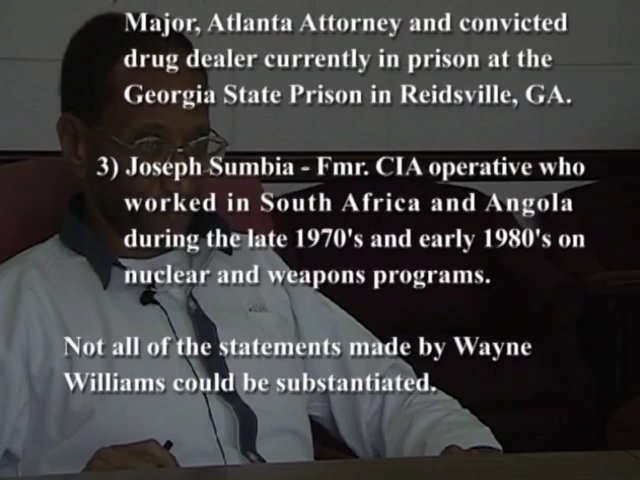 Major, Atlanta Attorney and convicted
drug dealer currently in prison at the
Georgia State Prison in Reidsville, GA.
3) Joseph Sumbia - Fmr. CIA operative who
worked in South Africa and Angola
during the late 1970's and early 1980's on
nuclear and weapons programs.
Not all of the statements made by Wayne
Williams could be substantiated.